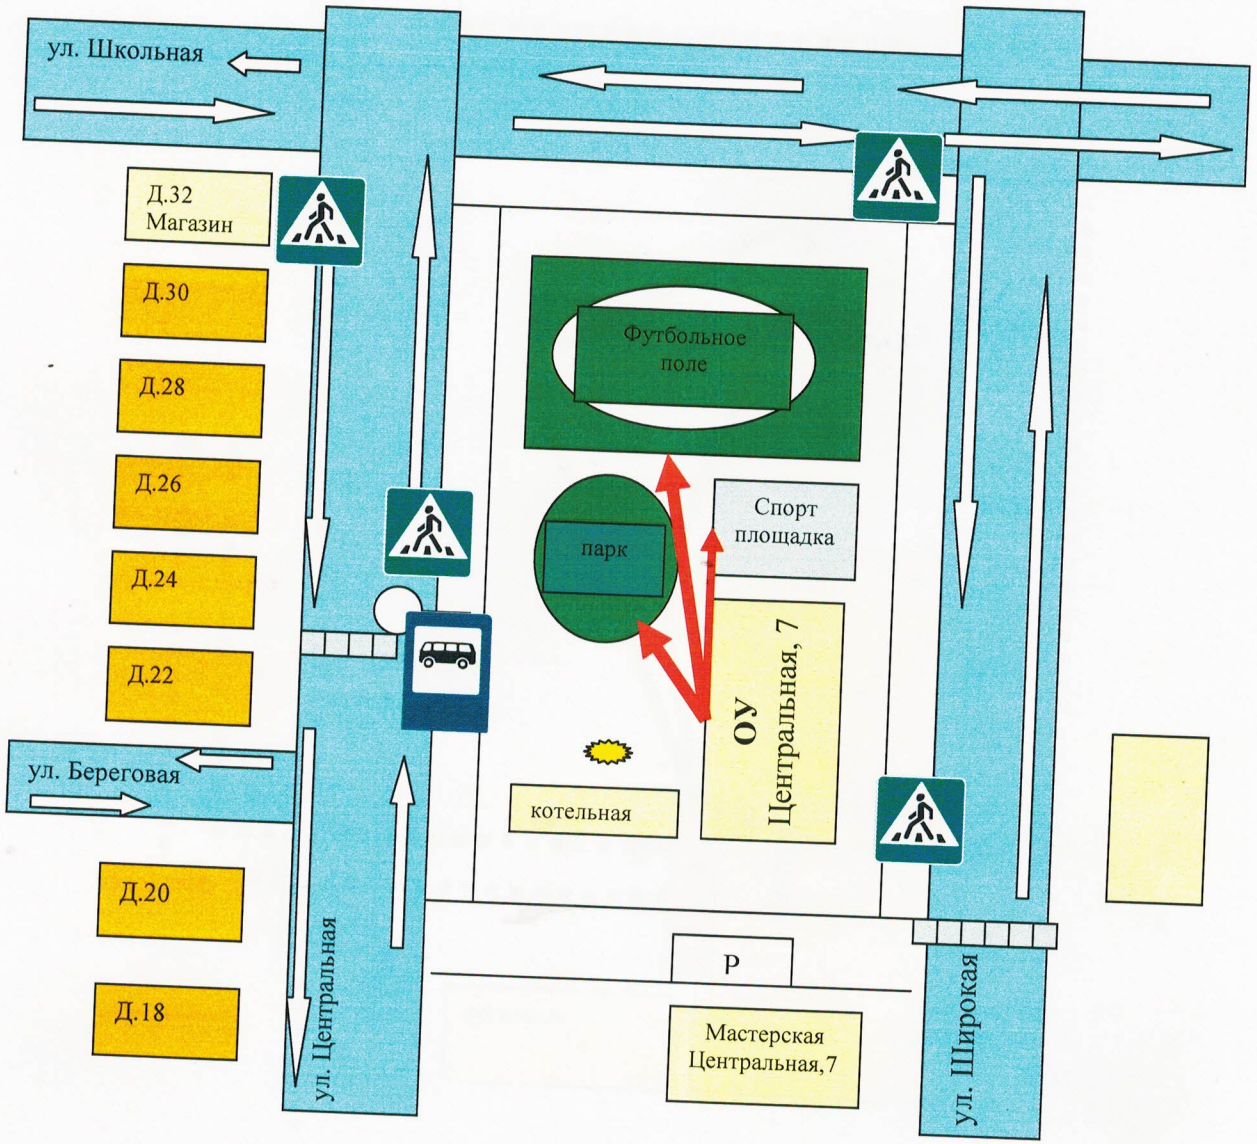 ул. Школьная
Д.32
Магазин
Д.30
Д.28
Д.26
Д.24
Д.22
ул. Береговая
Д.20
Д.18
ул. Центральная
Футбольное
поле
парк
Спорт
площадка
ОУ
Центральная, 7
котельная
Р
Мастерская
Центральная,7
ул. Широкая